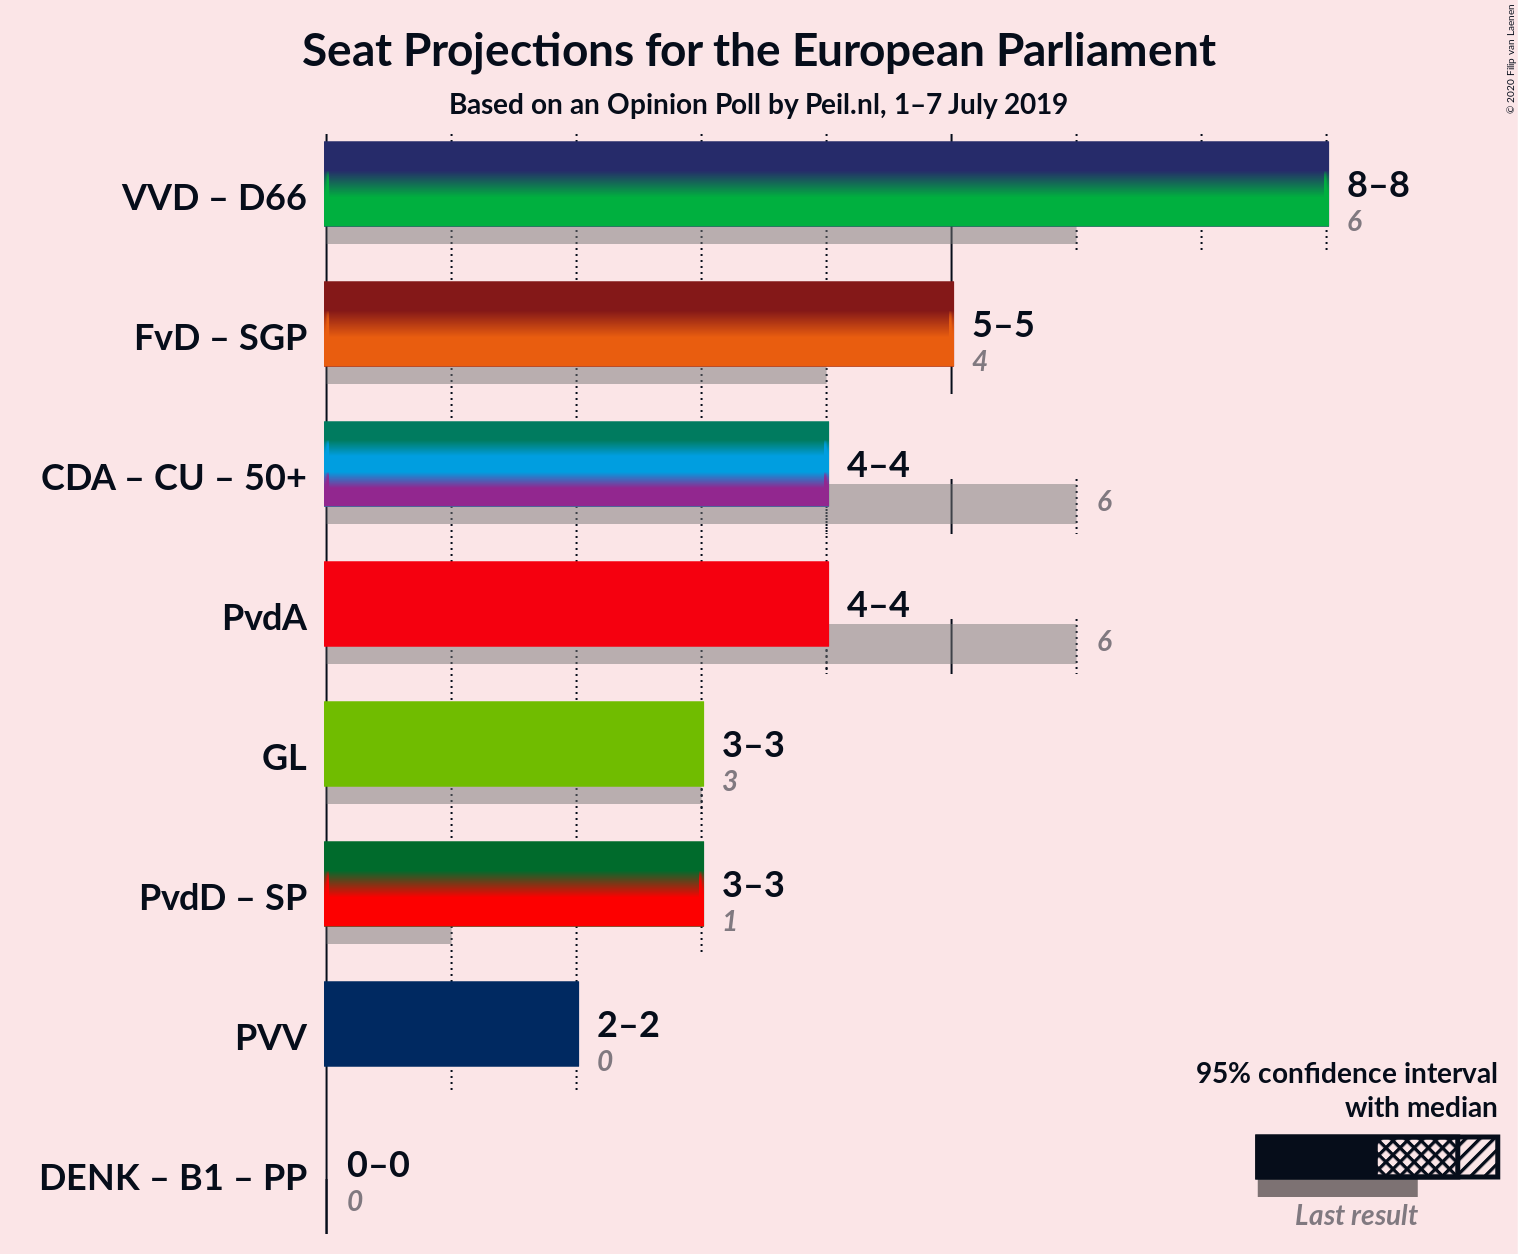 Seat Projections for the European Parliament
Based on an Opinion Poll by Peil.nl, 1–7 July 2019
© 2020 Filip van Laenen
VVD – D66
8–8
6
FvD – SGP
5–5
4
CDA – CU – 50+
4–4
6
PvdA
4–4
6
GL
3–3
3
PvdD – SP
3–3
1
PVV
2–2
0
DENK – B1 – PP
0–0
0
95% confidence interval
with median
Last result